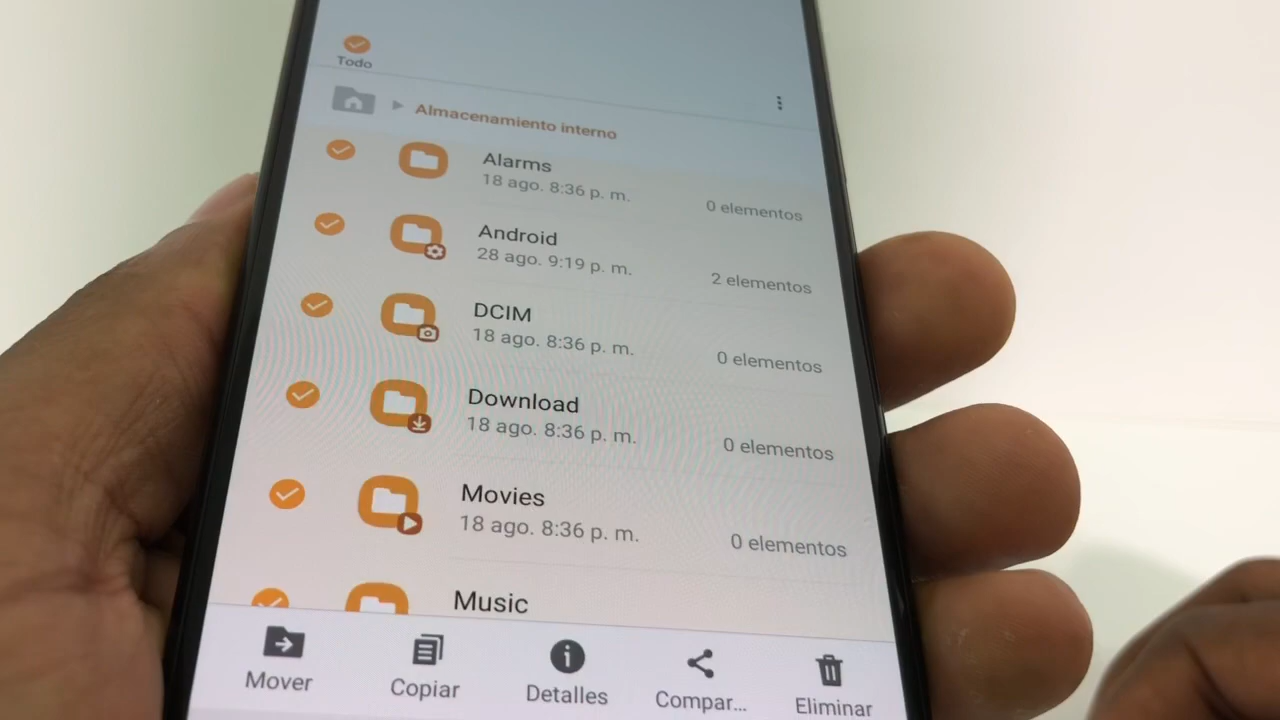 Todo
Almacenamiento interno
Alarms
18 ago. 8:36 p. m.
0 elementos
Android
28 ago. 9:19 p. m.
2 elementos
DCIM
18 ago. 8:36 p. m.
0 elementos
Download
18 ago. 8:36 p. m.
0 elementos
Movies
18 ago. 8:36 p. m.
0 elementos
Music
Mover
Copiar
Detalles
Compar...
Eliminar